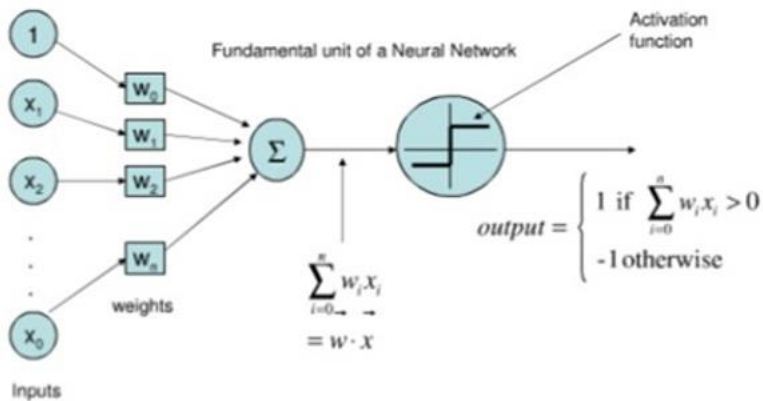 Fundamental unit of a Neural Network
Activation
function
1
x₁
x₂
.
.
.
x₀
Inputs
w₀
w₁
w₂
wₙ
weights
Σ
n
∑ wᵢxᵢ
i=0
= w · x
output = { 1 if ∑ⁿᵢ₌₀ wᵢxᵢ > 0
-1 otherwise